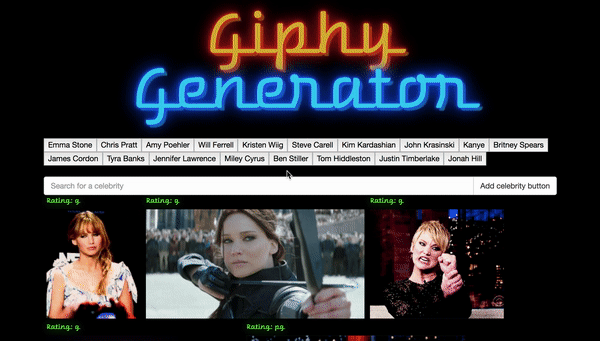 Giphy
Generator
Emma Stone Chris Pratt Amy Poehler Will Ferrell Kristen Wiig Steve Carell Kim Kardashian John Krasinski Kanye Britney Spears
James Cordon Tyra Banks Jennifer Lawrence Miley Cyrus Ben Stiller Tom Hiddleston Justin Timberlake Jonah Hill
Search for a celebrity Add celebrity button
Rating: g Rating: g Rating: g
Rating: g Rating: pg